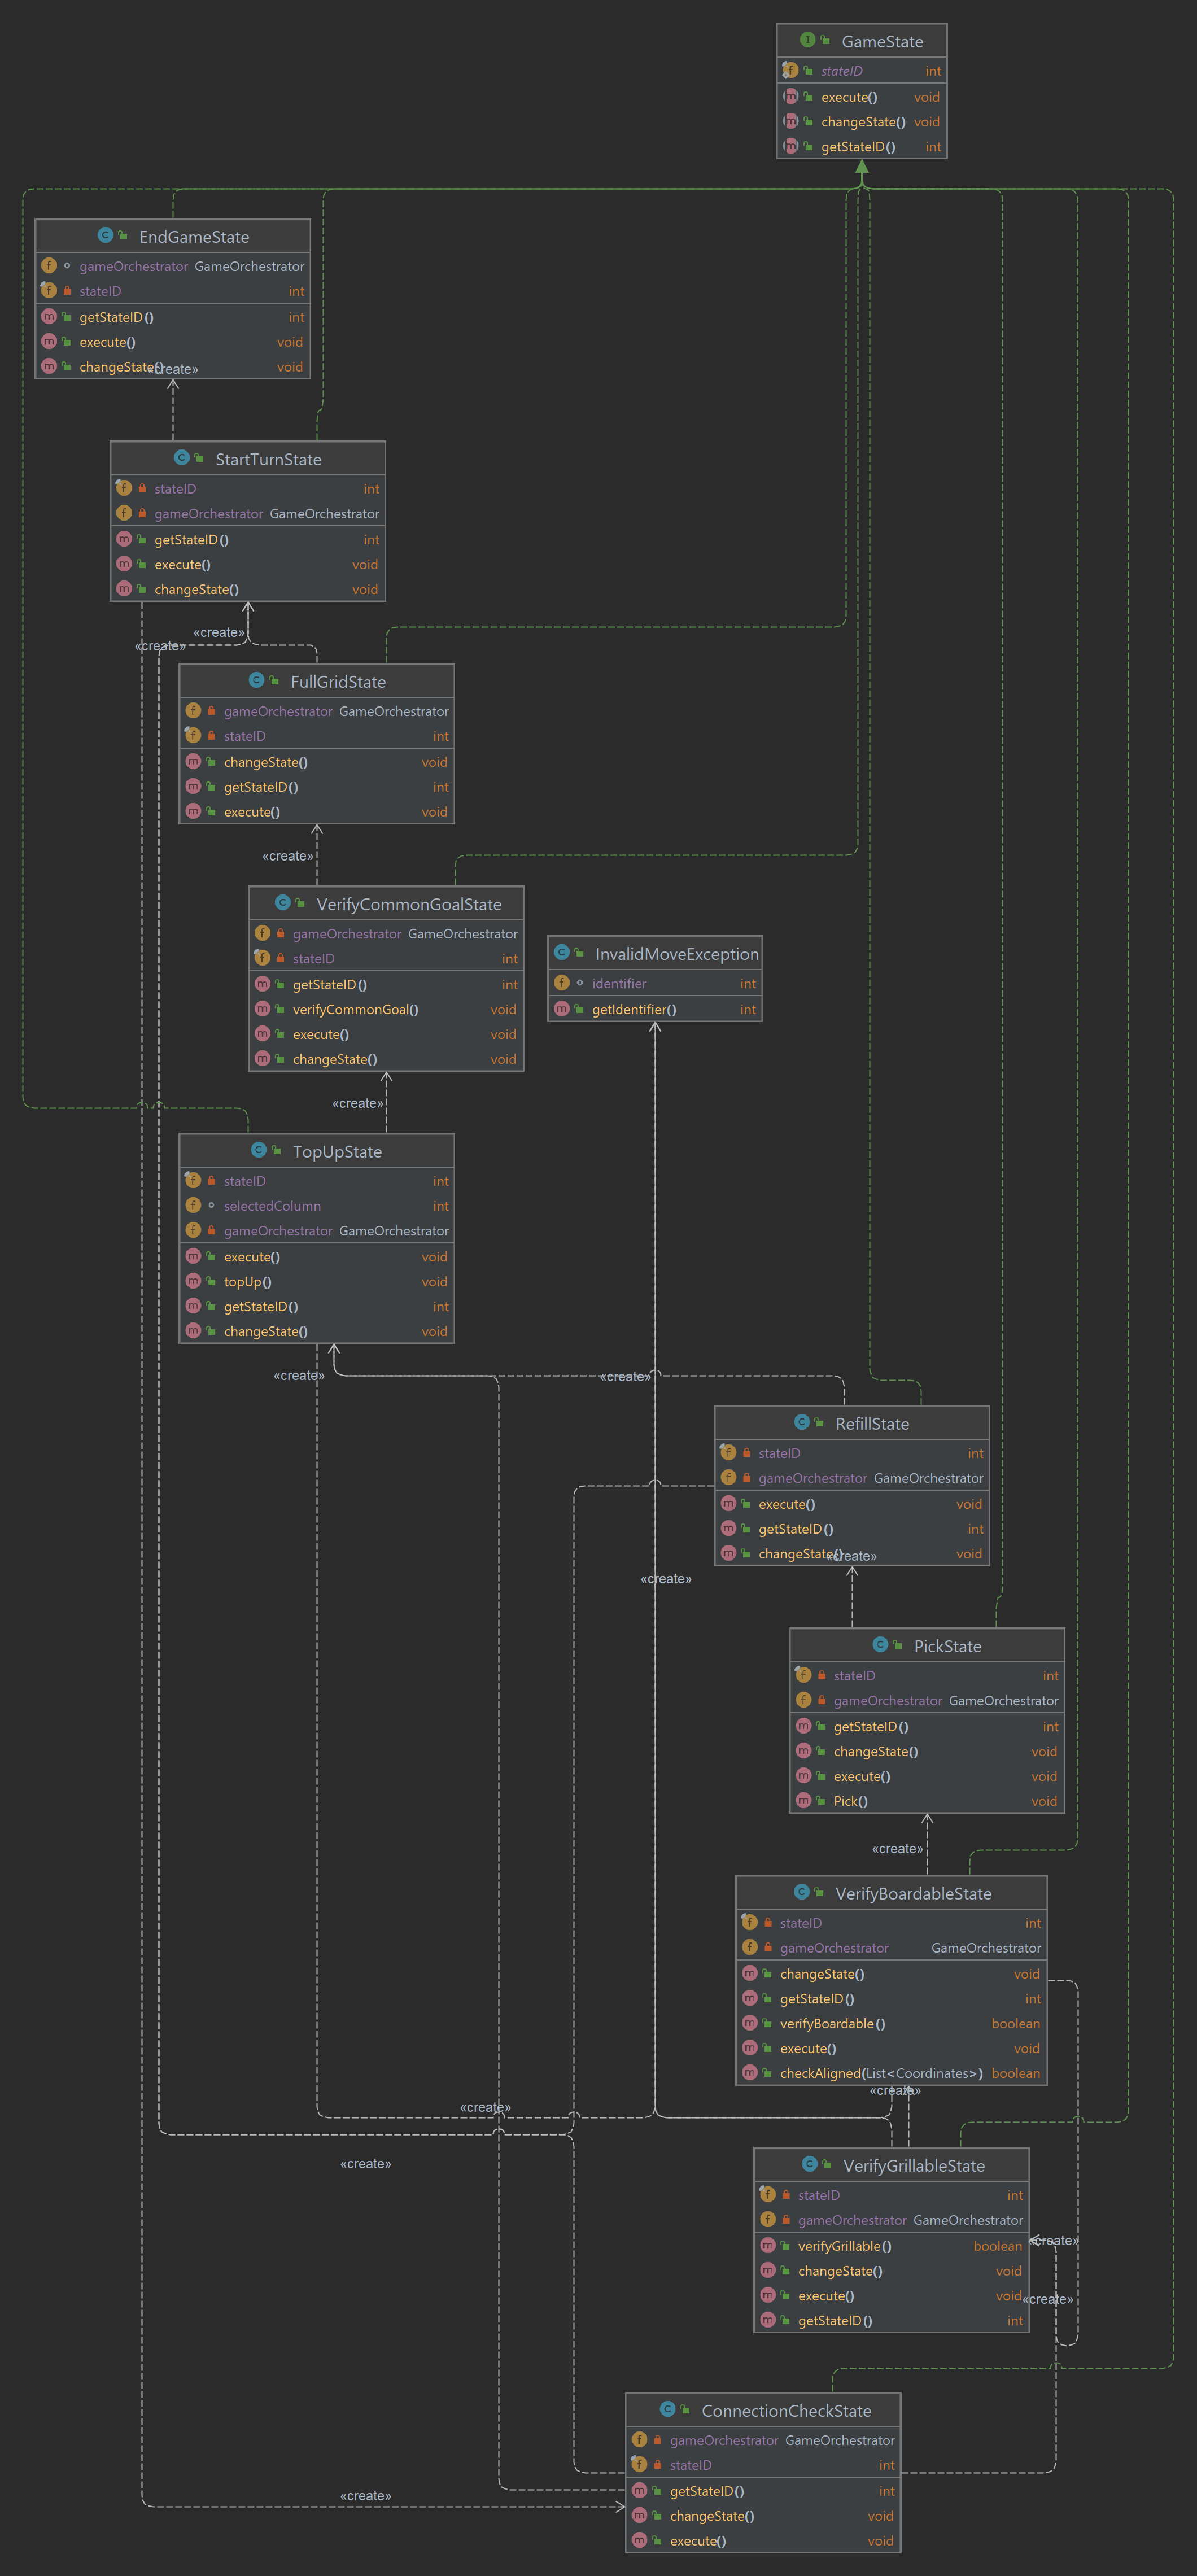 GameState
stateID int
execute() void
changeState() void
getStateID() int
EndGameState
gameOrchestrator GameOrchestrator
stateID int
getStateID() int
execute() void
changeState() void
«create»
StartTurnState
stateID int
gameOrchestrator GameOrchestrator
getStateID() int
execute() void
changeState() void
«create»
«create»
FullGridState
gameOrchestrator GameOrchestrator
stateID int
changeState() void
getStateID() int
execute() void
«create»
VerifyCommonGoalState
gameOrchestrator GameOrchestrator
stateID int
getStateID() int
verifyCommonGoal() void
execute() void
changeState() void
InvalidMoveException
identifier int
getIdentifier() int
«create»
TopUpState
stateID int
selectedColumn int
gameOrchestrator GameOrchestrator
execute() void
topUp() void
getStateID() int
changeState() void
«create»
«create»
RefillState
stateID int
gameOrchestrator GameOrchestrator
execute() void
getStateID() int
changeState() void
«create»
«create»
PickState
stateID int
gameOrchestrator GameOrchestrator
getStateID() int
changeState() void
execute() void
Pick() void
«create»
VerifyBoardableState
stateID int
gameOrchestrator GameOrchestrator
changeState() void
getStateID() int
verifyBoardable() boolean
execute() void
checkAligned(List<Coordinates>) boolean
«create»
«create»
«create»
VerifyGrillableState
stateID int
gameOrchestrator GameOrchestrator
verifyGrillable() boolean
changeState() void
execute() void
getStateID() int
«create»
«create»
ConnectionCheckState
gameOrchestrator GameOrchestrator
stateID int
getStateID() int
changeState() void
execute() void
«create»